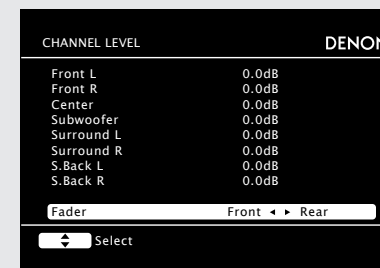 CHANNEL LEVEL DENON
Front L 0.0dB
Front R 0.0dB
Center 0.0dB
Subwoofer 0.0dB
Surround L 0.0dB
Surround R 0.0dB
S.Back L 0.0dB
S.Back R 0.0dB
Fader Front ◄ ► Rear
Select